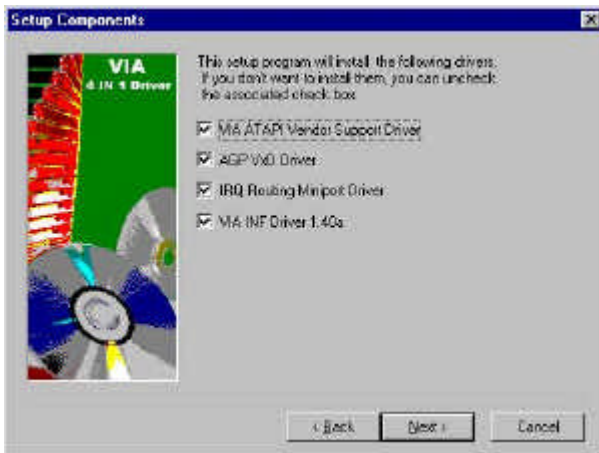 Setup Components
VIA
4 IN 1 Driver
This setup program will install the following drivers.
If you don't want to install them, you can uncheck
the associated check box.
VIA ATAPI Vendor Support Driver
AGP VxD Driver
IRQ Routing Miniport Driver
VIA INF Driver 1.40a
< Back
Next >
Cancel